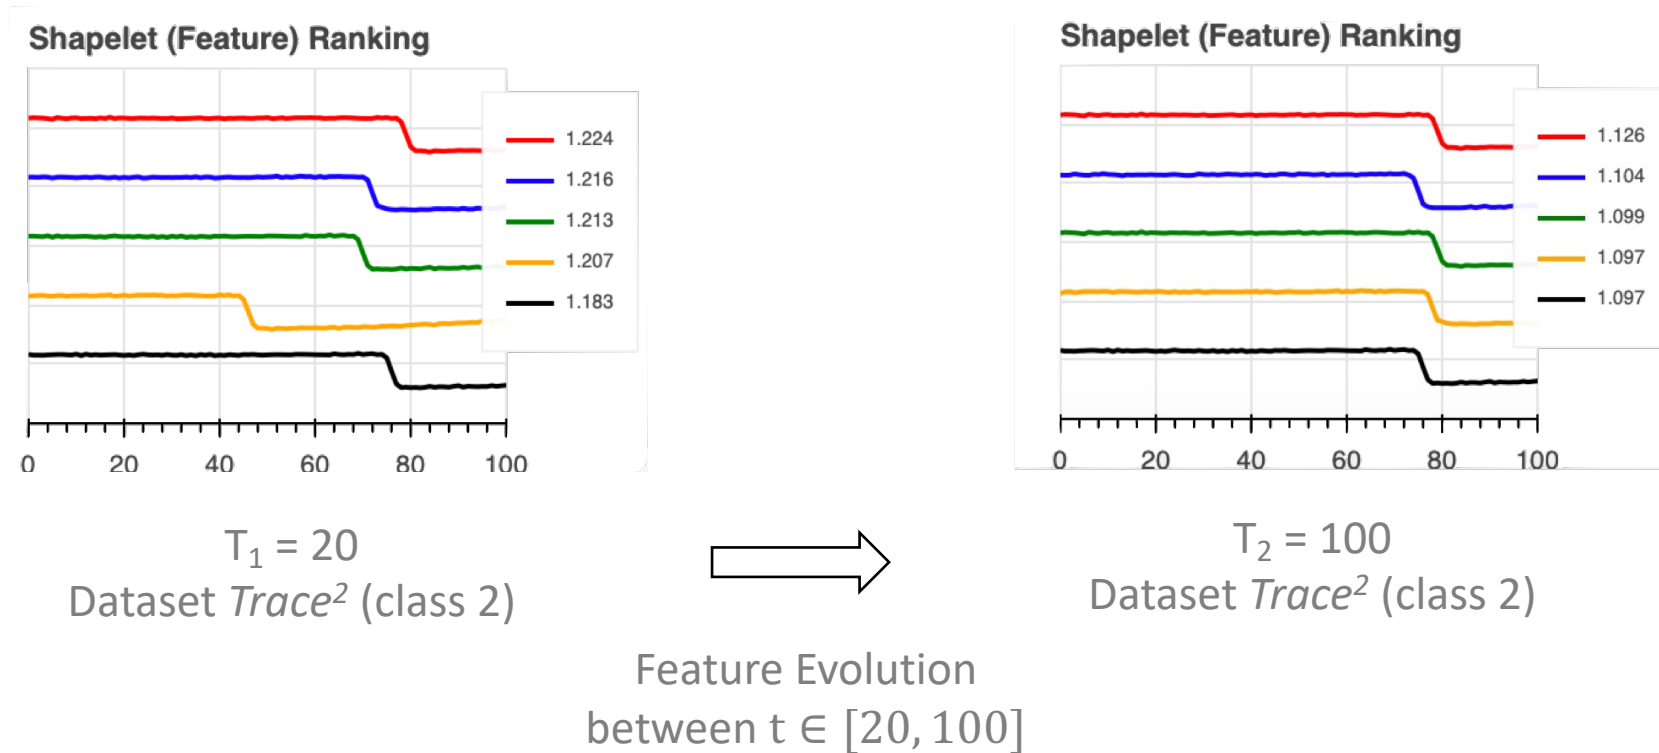 Shapelet (Feature) Ranking
1.224
1.216
1.213
1.207
1.183
0 20 40 60 80 100
T₁ = 20
Dataset Trace² (class 2)
Shapelet (Feature) Ranking
1.126
1.104
1.099
1.097
1.097
0 20 40 60 80 100
T₂ = 100
Dataset Trace² (class 2)
Feature Evolution
between t ∈ [20, 100]